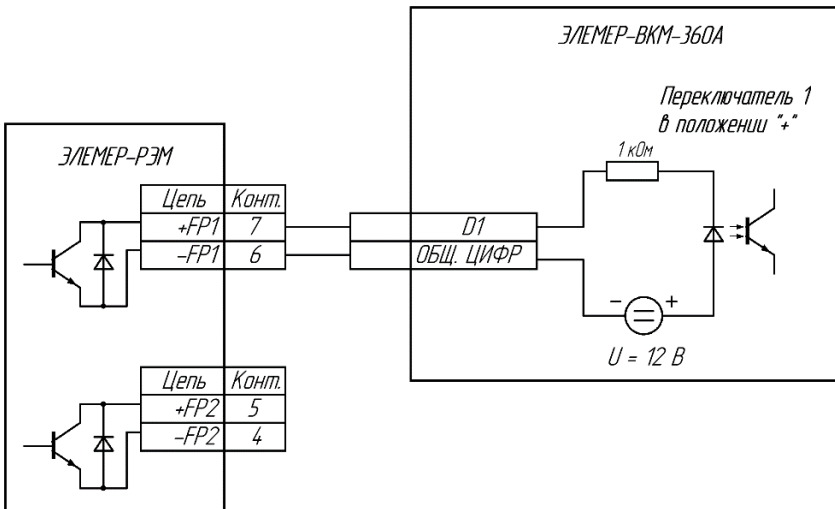 ЭЛЕМЕР-ВКМ-360А
Переключатель 1
в положении "+"
1 кОм
ЭЛЕМЕР-РЭМ
Цепь Конт.
+FP1 7
-FP1 6
D1
ОБЩ. ЦИФР
- +
U = 12 В
Цепь Конт.
+FP2 5
-FP2 4